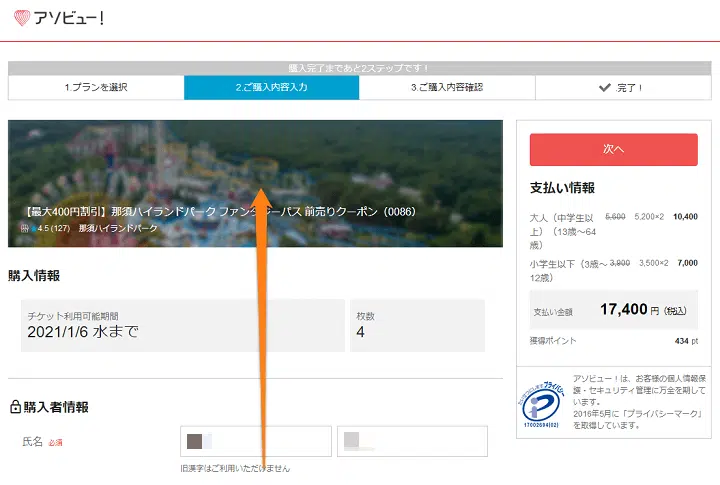 アソビュー！
購入完了まであと2ステップです！
1.プランを選択
2.ご購入内容入力
3.ご購入内容確認
完了！
【最大400円割引】那須ハイランドパーク ファンタジーパス 前売りクーポン（0086）
4.5 (127) 那須ハイランドパーク
購入情報
チケット利用可能期間
2021/1/6 水まで
枚数
4
購入者情報
氏名 必須
旧漢字はご利用いただけません
次へ
支払い情報
大人（中学生以上）（13歳〜64歳） 5,600 5,200×2 10,400
小学生以下（3歳〜12歳） 3,900 3,500×2 7,000
支払い金額 17,400 円（税込）
獲得ポイント 434 pt
アソビュー！は、お客様の個人情報保
護・セキュリティ管理に万全を期して
います。
2016年5月に「プライバシーマーク」
を取得しています。
プライバシー
17002694(02)